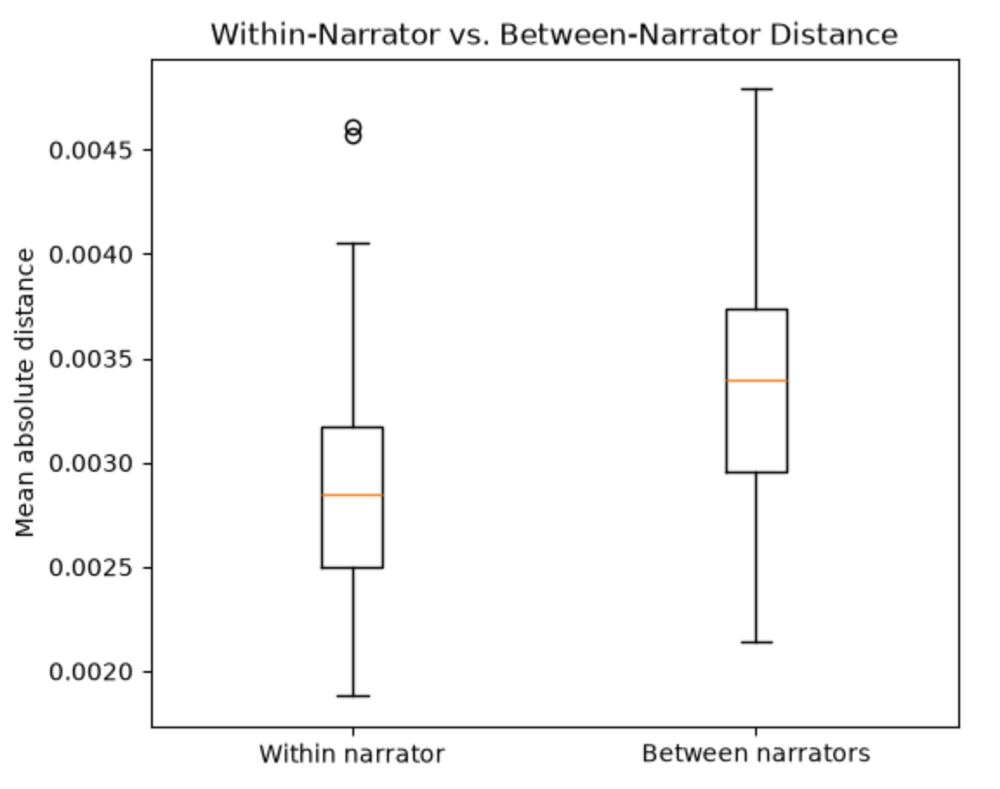 Within-Narrator vs. Between-Narrator Distance
Mean absolute distance
0.0045
0.0040
0.0035
0.0030
0.0025
0.0020
Within narrator
Between narrators